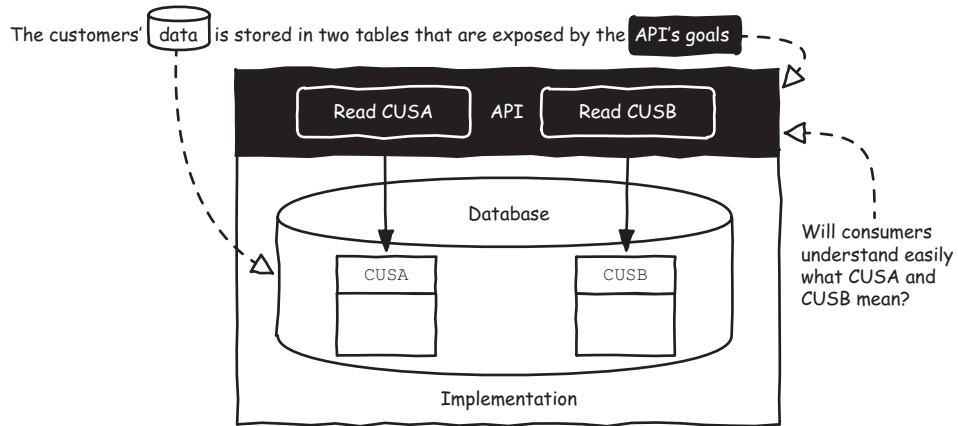 The customers' data is stored in two tables that are exposed by the API's goals
Read CUSA API Read CUSB
Database
CUSA CUSB
Will consumers
understand easily
what CUSA and
CUSB mean?
Implementation